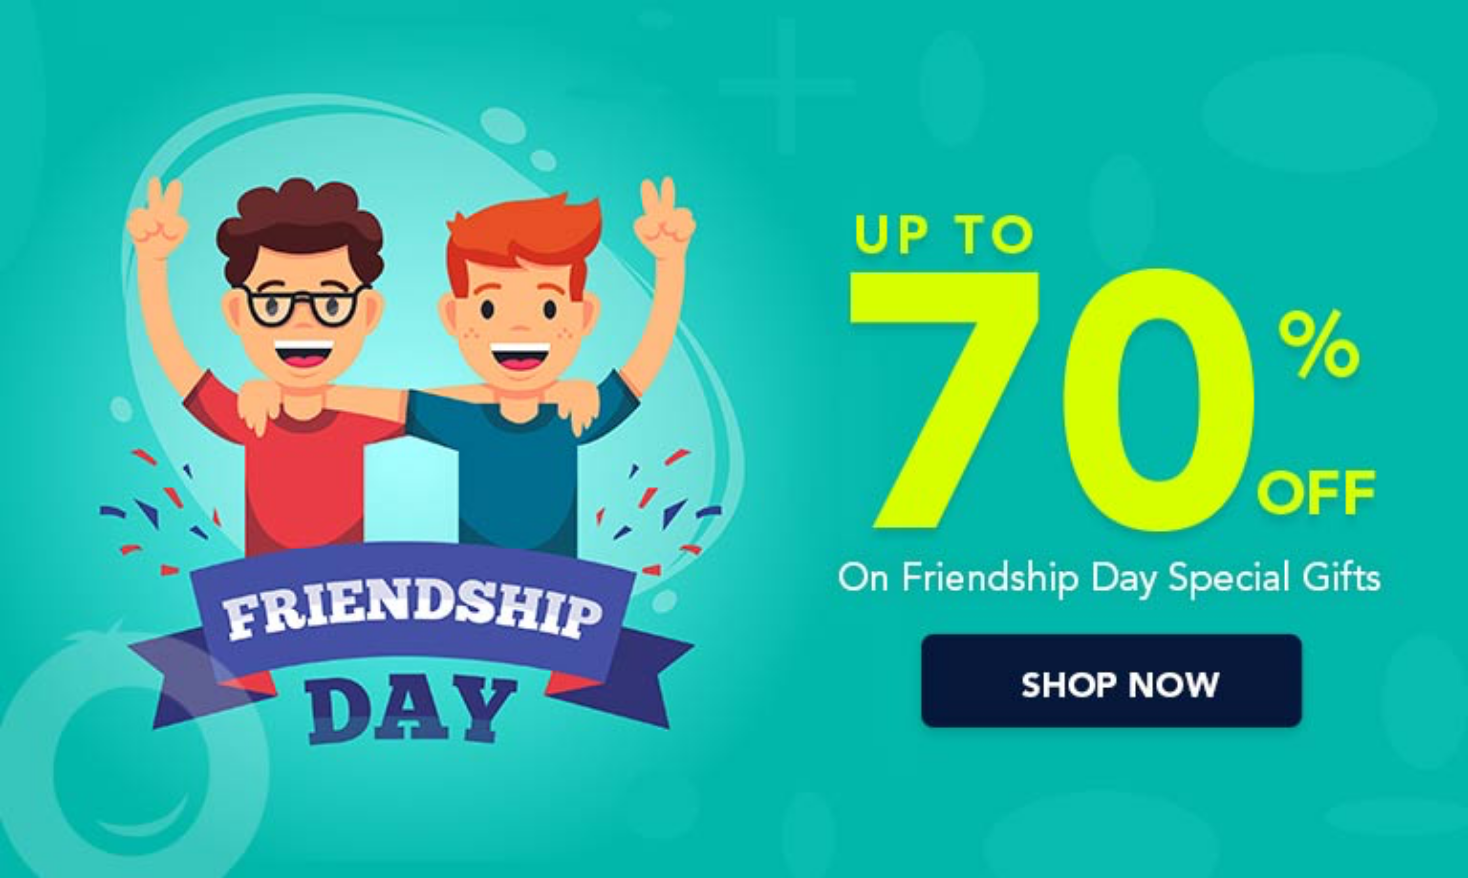 FRIENDSHIP
DAY
UP TO
70%
OFF
On Friendship Day Special Gifts
SHOP NOW